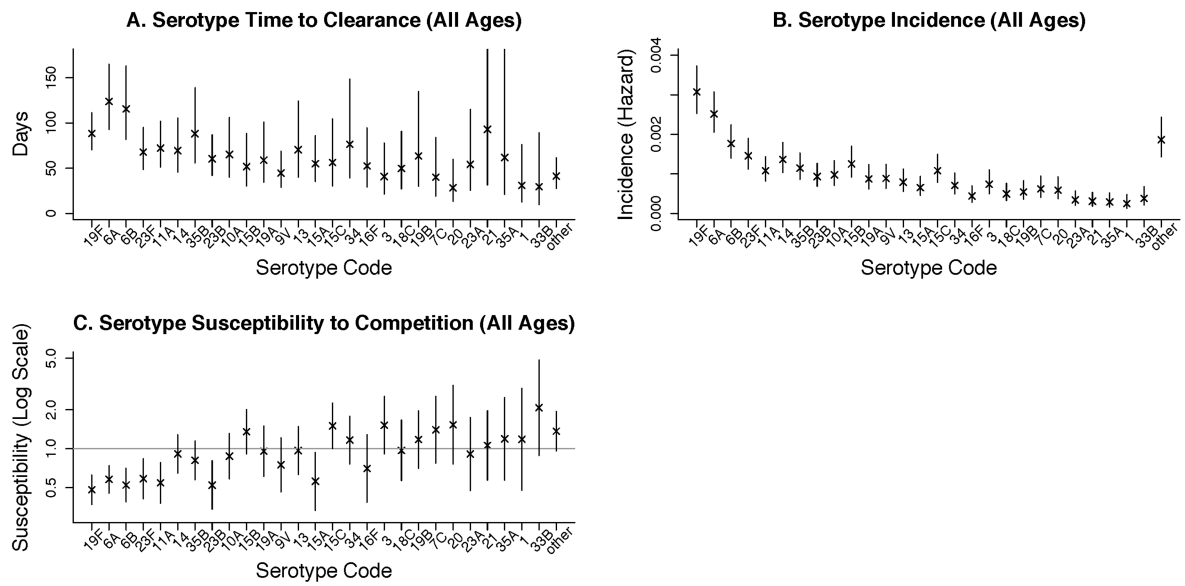 A. Serotype Time to Clearance (All Ages)
Days
150
100
50
0
19F 6A 6B 23F 11A 14 35B 23B 10A 15B 19A 9V 13 15A 15C 34 16F 3 18C 19B 7C 20 23A 21 35A 1 33B other
Serotype Code
B. Serotype Incidence (All Ages)
Incidence (Hazard)
0.004
0.002
0.000
19F 6A 6B 23F 11A 14 35B 23B 10A 15B 19A 9V 13 15A 15C 34 16F 3 18C 19B 7C 20 23A 21 35A 1 33B other
Serotype Code
C. Serotype Susceptibility to Competition (All Ages)
Susceptibility (Log Scale)
5.0
2.0
1.0
0.5
19F 6A 6B 23F 11A 14 35B 23B 10A 15B 19A 9V 13 15A 15C 34 16F 3 18C 19B 7C 20 23A 21 35A 1 33B other
Serotype Code